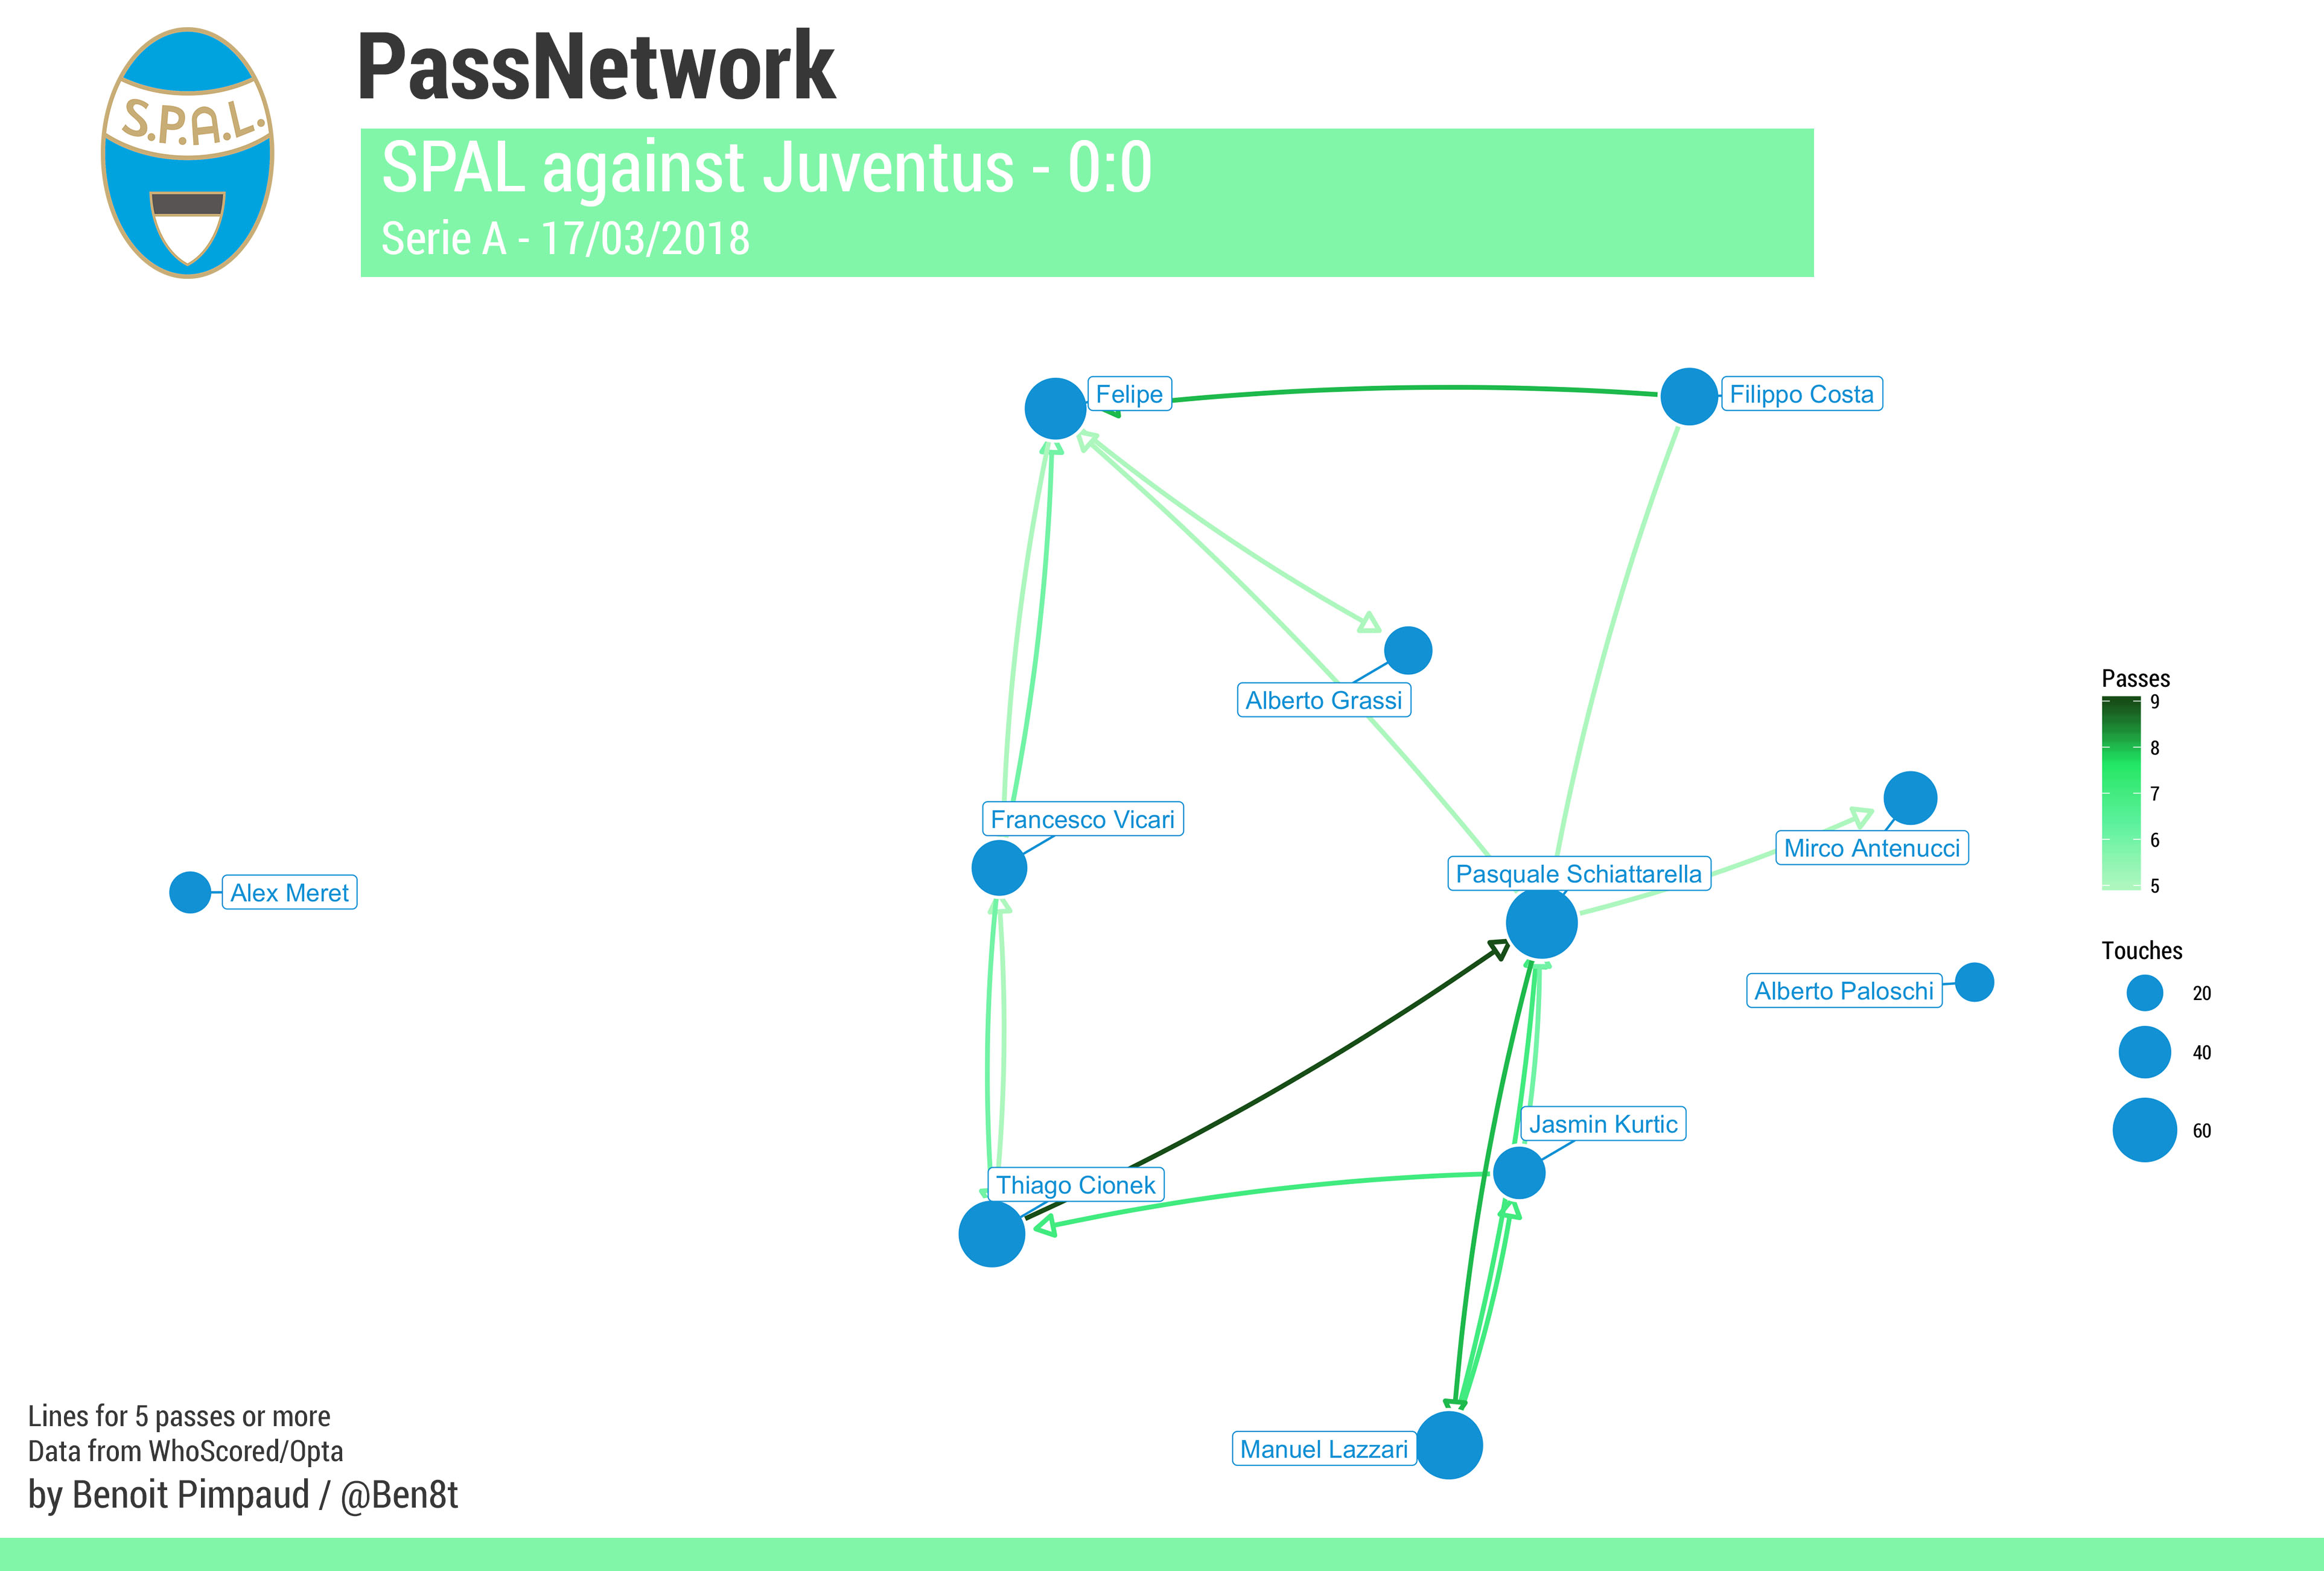 S.P.A.L.
PassNetwork
SPAL against Juventus - 0:0
Serie A - 17/03/2018
Felipe
Filippo Costa
Alberto Grassi
Francesco Vicari
Mirco Antenucci
Pasquale Schiattarella
Alex Meret
Alberto Paloschi
Jasmin Kurtic
Thiago Cionek
Manuel Lazzari
Passes
9
8
7
6
5
Touches
20
40
60
Lines for 5 passes or more
Data from WhoScored/Opta
by Benoit Pimpaud / @Ben8t